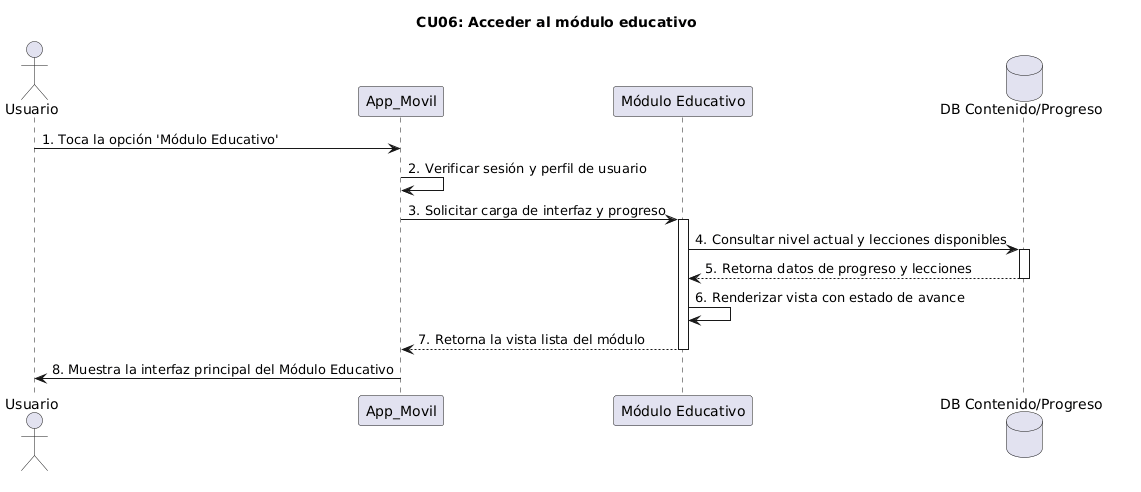 CU06: Acceder al módulo educativo
Usuario
App_Movil
Módulo Educativo
DB Contenido/Progreso
1. Toca la opción 'Módulo Educativo'
2. Verificar sesión y perfil de usuario
3. Solicitar carga de interfaz y progreso
4. Consultar nivel actual y lecciones disponibles
5. Retorna datos de progreso y lecciones
6. Renderizar vista con estado de avance
7. Retorna la vista lista del módulo
8. Muestra la interfaz principal del Módulo Educativo
Usuario
App_Movil
Módulo Educativo
DB Contenido/Progreso